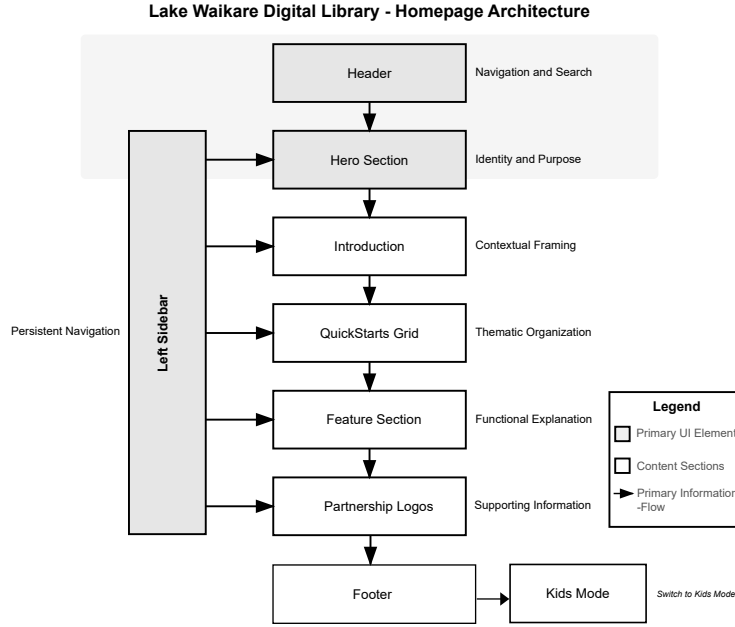 Lake Waikare Digital Library - Homepage Architecture
Header
Navigation and Search
Hero Section
Identity and Purpose
Introduction
Contextual Framing
Persistent Navigation
Left Sidebar
QuickStarts Grid
Thematic Organization
Feature Section
Functional Explanation
Partnership Logos
Supporting Information
Legend
Primary UI Element
Content Sections
Primary Information
-Flow
Footer
Kids Mode
Switch to Kids Mode